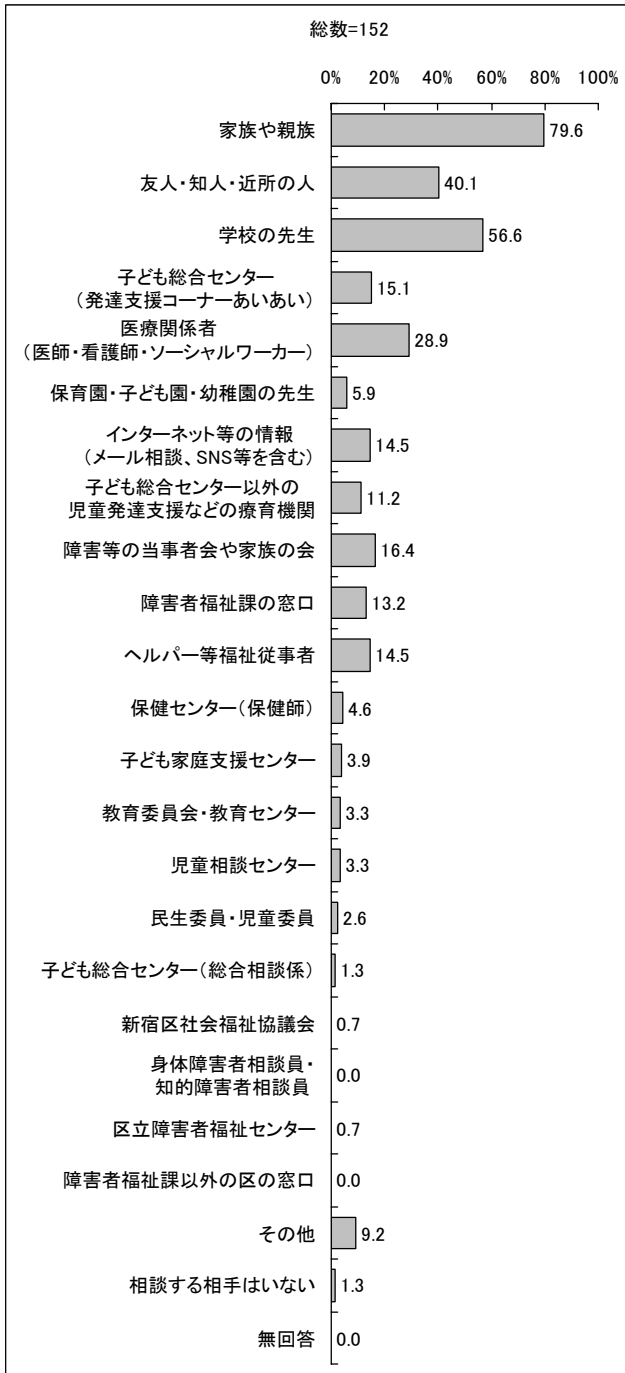 総数=152
0% 20% 40% 60% 80% 100%
家族や親族 79.6
友人・知人・近所の人 40.1
学校の先生 56.6
子ども総合センター
（発達支援コーナーあいあい） 15.1
医療関係者
（医師・看護師・ソーシャルワーカー） 28.9
保育園・子ども園・幼稚園の先生 5.9
インターネット等の情報
（メール相談、SNS等を含む） 14.5
子ども総合センター以外の
児童発達支援などの療育機関 11.2
障害等の当事者会や家族の会 16.4
障害者福祉課の窓口 13.2
ヘルパー等福祉従事者 14.5
保健センター（保健師） 4.6
子ども家庭支援センター 3.9
教育委員会・教育センター 3.3
児童相談センター 3.3
民生委員・児童委員 2.6
子ども総合センター（総合相談係） 1.3
新宿区社会福祉協議会 0.7
身体障害者相談員・
知的障害者相談員 0.0
区立障害者福祉センター 0.7
障害者福祉課以外の区の窓口 0.0
その他 9.2
相談する相手はいない 1.3
無回答 0.0